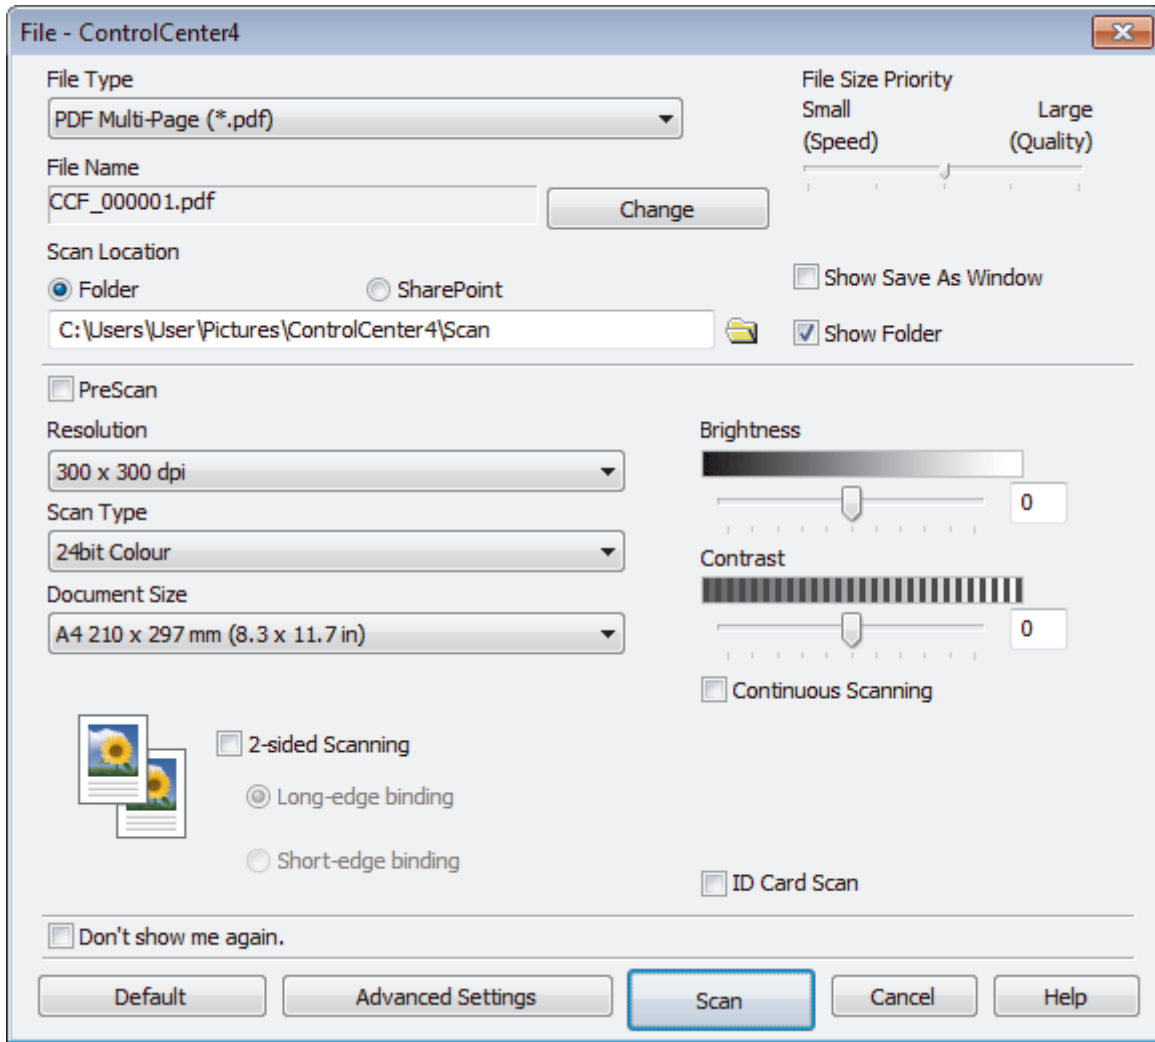 File - ControlCenter4
File Type
PDF Multi-Page (*.pdf)
File Size Priority
Small Large
(Speed) (Quality)
File Name
CCF_000001.pdf
Change
Scan Location
Folder SharePoint
C:\Users\User\Pictures\ControlCenter4\Scan
Show Save As Window
Show Folder
PreScan
Resolution
300 x 300 dpi
Scan Type
24bit Colour
Document Size
A4 210 x 297 mm (8.3 x 11.7 in)
Brightness
0
Contrast
0
Continuous Scanning
2-sided Scanning
Long-edge binding
Short-edge binding
ID Card Scan
Don't show me again.
Default Advanced Settings Scan Cancel Help